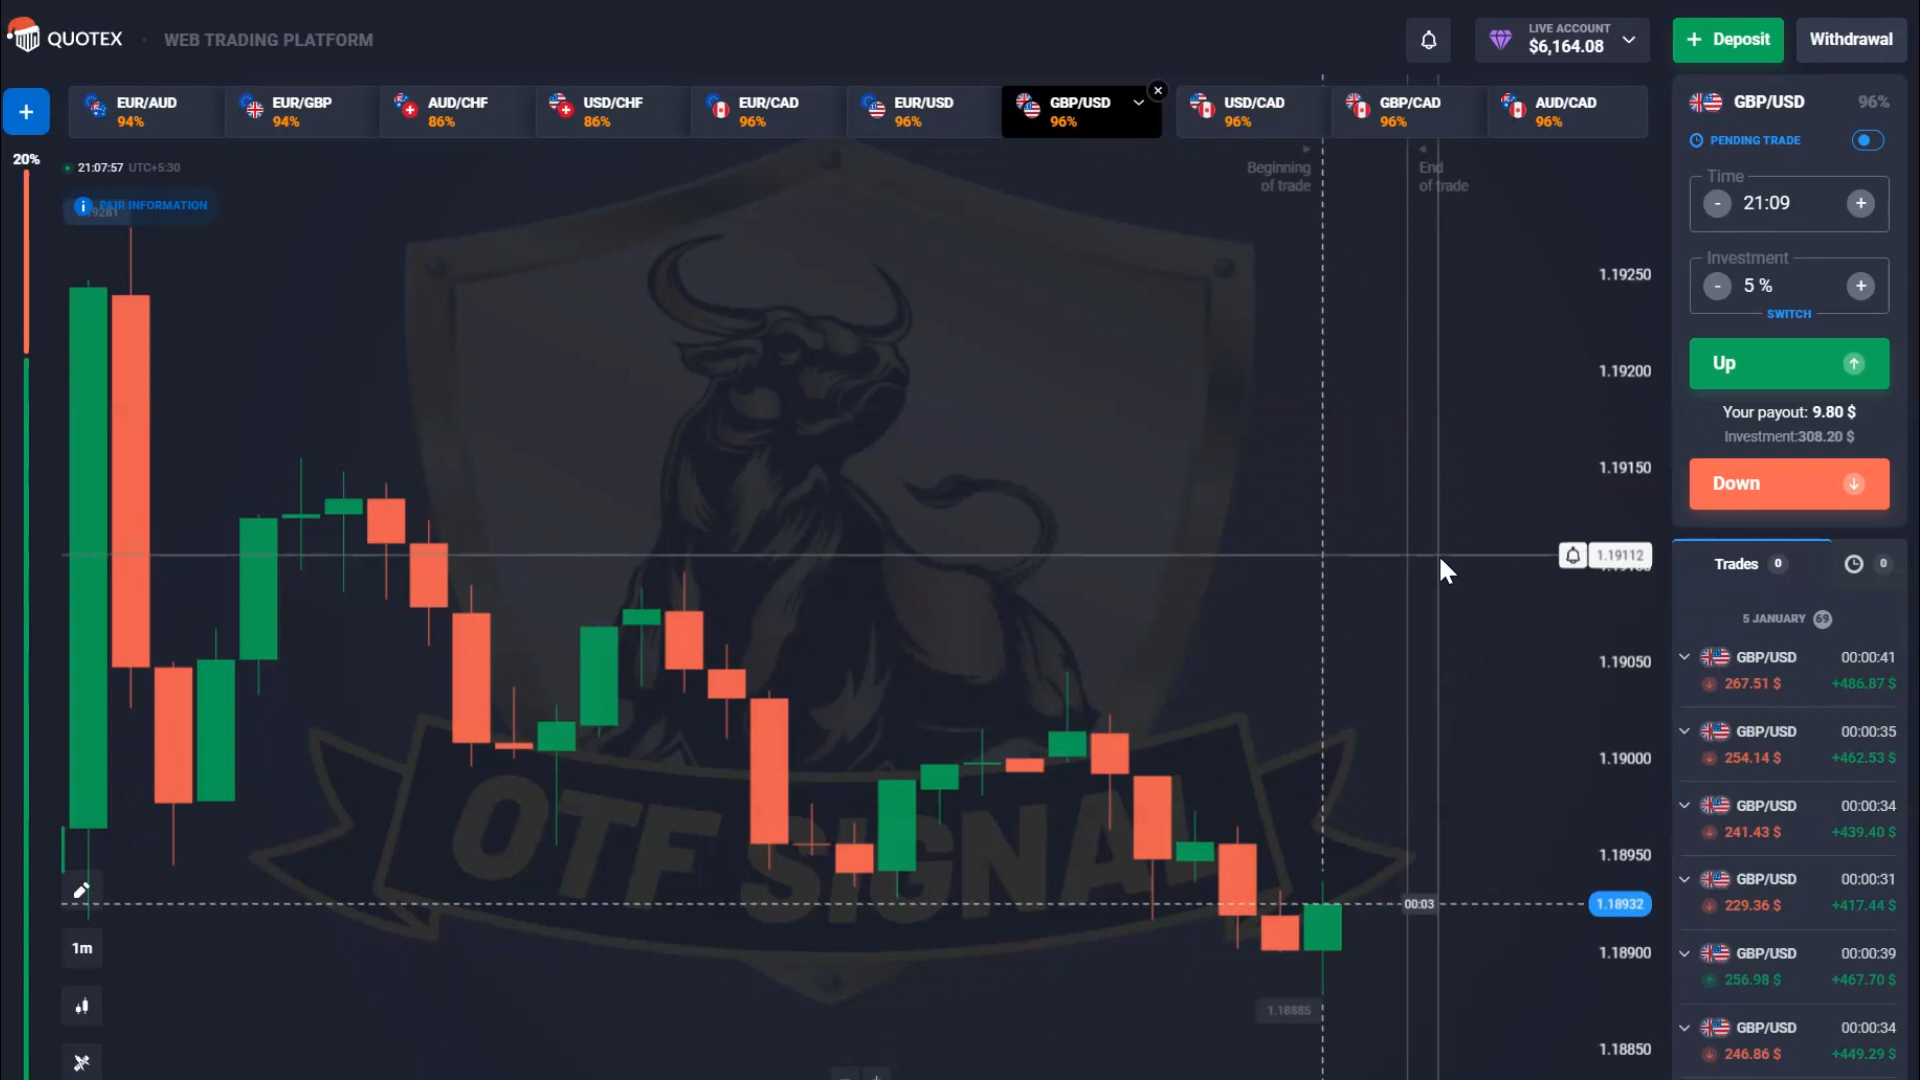 QUOTEX
WEB TRADING PLATFORM
LIVE ACCOUNT
$6,164.08
+ Deposit
Withdrawal
+
EUR/AUD
94%
EUR/GBP
94%
AUD/CHF
86%
USD/CHF
86%
EUR/CAD
96%
EUR/USD
96%
GBP/USD
96%
USD/CAD
96%
GBP/CAD
96%
AUD/CAD
96%
20%
21:07:57 UTC+5:30
PAIR INFORMATION
Beginning
of trade
End
of trade
1.19250
1.19200
1.19150
1.19112
1.19050
1.19000
1.18950
1.18932
1.18900
1.18850
00:03
1.18885
OTF SIGNAL
1m
GBP/USD 96%
PENDING TRADE
Time
- 21:09 +
Investment
- 5 % +
SWITCH
Up
Your payout: 9.80 $
Investment:308.20 $
Down
Trades 0
0
5 JANUARY 69
GBP/USD 00:00:41
267.51 $ +486.87 $
GBP/USD 00:00:35
254.14 $ +462.53 $
GBP/USD 00:00:34
241.43 $ +439.40 $
GBP/USD 00:00:31
229.36 $ +417.44 $
GBP/USD 00:00:39
256.98 $ +467.70 $
GBP/USD 00:00:34
246.86 $ +449.29 $